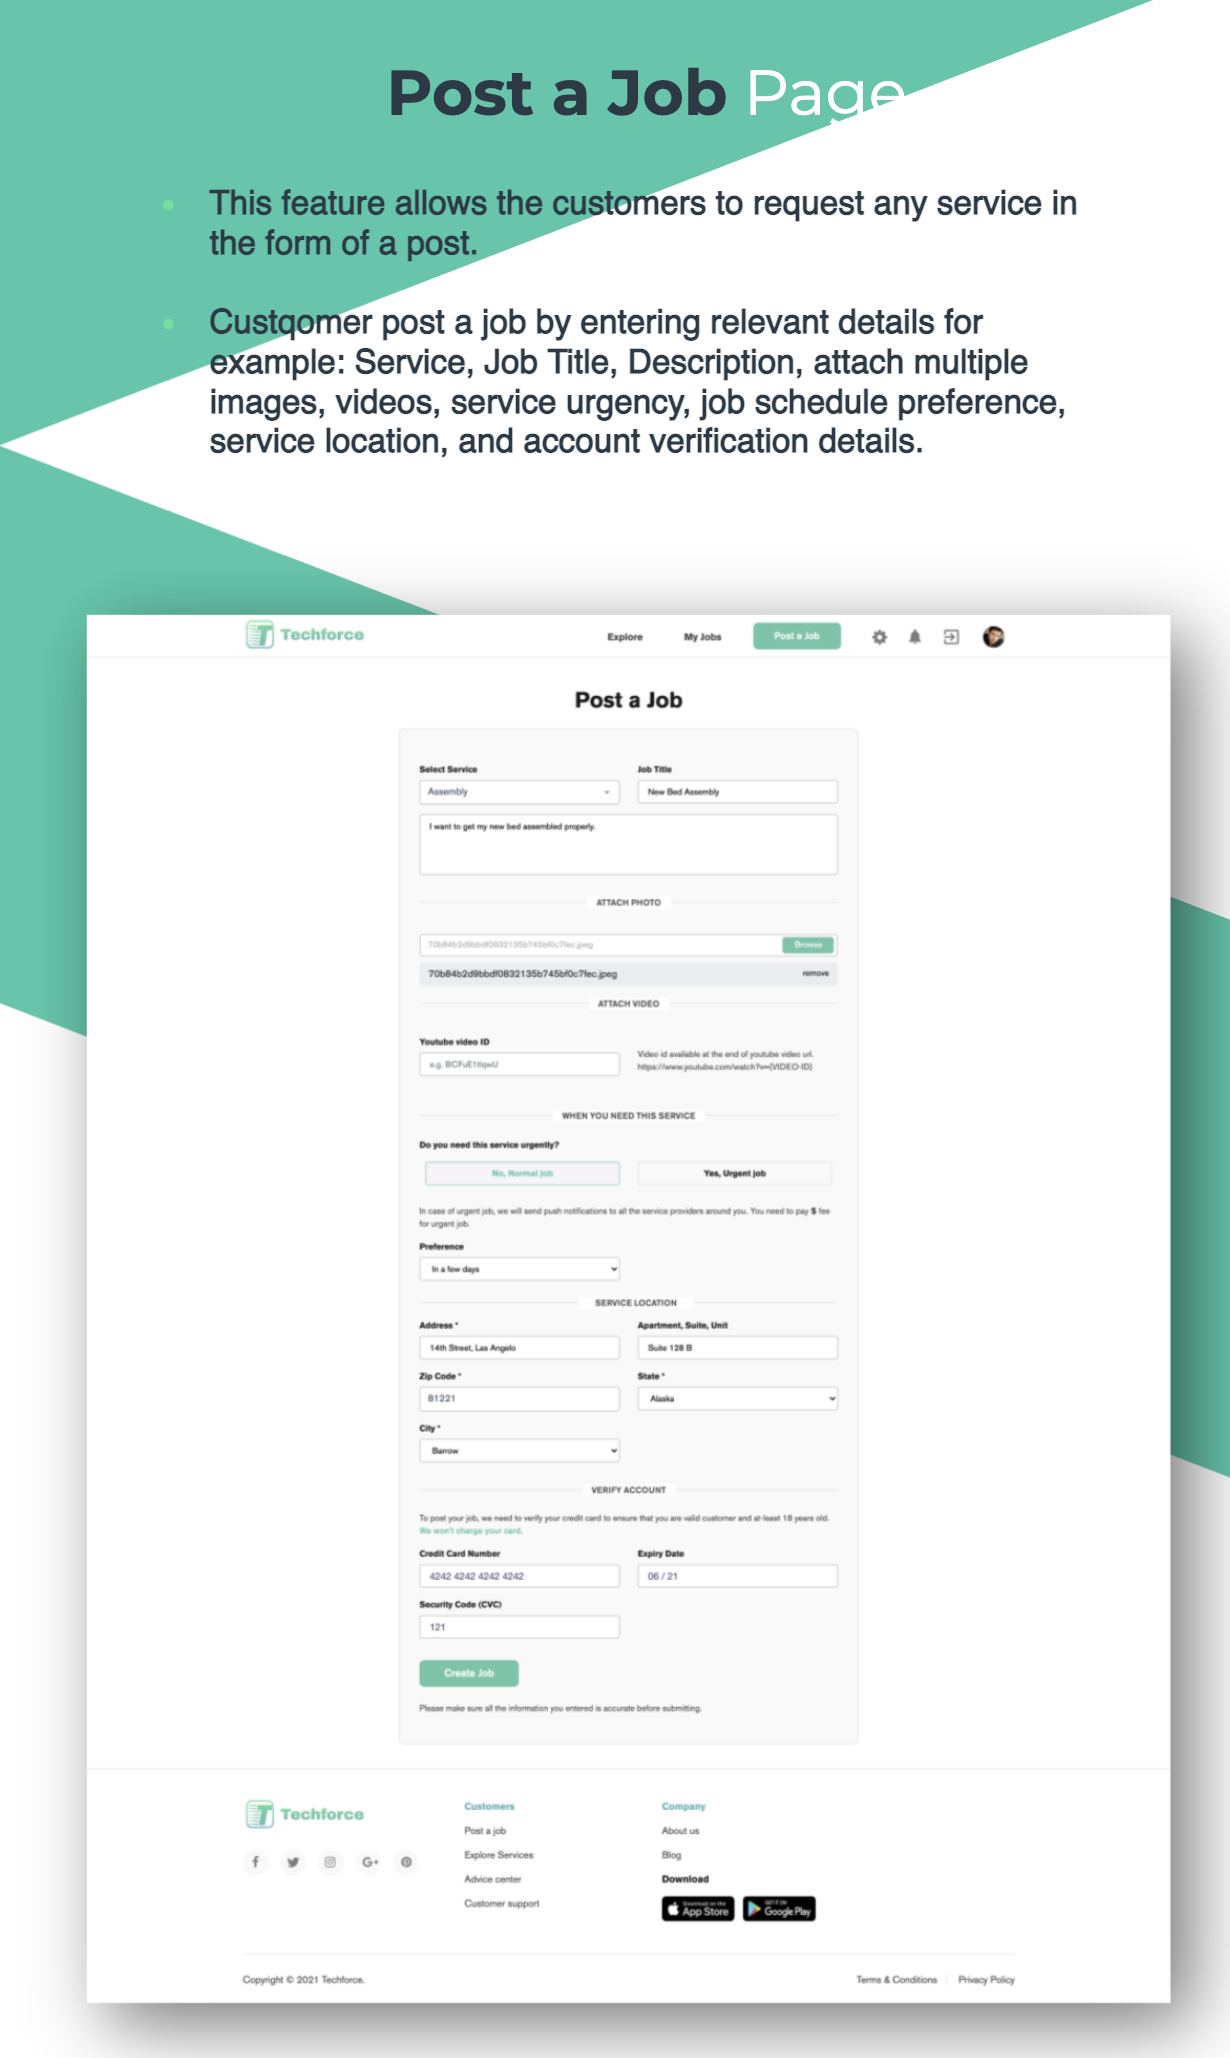 Post a Job Page
This feature allows the customers to request any service in
the form of a post.
Custqomer post a job by entering relevant details for
example: Service, Job Title, Description, attach multiple
images, videos, service urgency, job schedule preference,
service location, and account verification details.
Techforce
Explore My Jobs Post a Job
Post a Job
Select Service Job Title
Assembly New Bed Assembly
I want to get my new bed assembled properly.
ATTACH PHOTO
70b84b2d9bbdf0832135b745bf0c7fec.jpeg Browse
70b84b2d9bbdf0832135b745bf0c7fec.jpeg remove
ATTACH VIDEO
Youtube video ID
Video id available at the end of youtube video url.
e.g. BCFuE1tIqwU
https://www.youtube.com/watch?v={VIDEO-ID}
WHEN YOU NEED THIS SERVICE
Do you need this service urgently?
No, Normal job Yes, Urgent job
In case of urgent job, we will send push notifications to all the service providers around you. You need to pay $ fee
for urgent job.
Preference
In a few days
SERVICE LOCATION
Address * Apartment, Suite, Unit
14th Street, Las Angelo Suite 128 B
Zip Code * State *
81221 Alaska
City *
Barrow
VERIFY ACCOUNT
To post your job, we need to verify your credit card to ensure that you are valid customer and at-least 18 years old.
We won't charge your card.
Credit Card Number Expiry Date
4242 4242 4242 4242 06 / 21
Security Code (CVC)
121
Create Job
Please make sure all the information you entered is accurate before submitting.
Techforce
Customers
Post a job
Explore Services
Advice center
Customer support
Company
About us
Blog
Download
Download on the
App Store
GET IT ON
Google Play
Copyright © 2021 Techforce. Terms & Conditions Privacy Policy